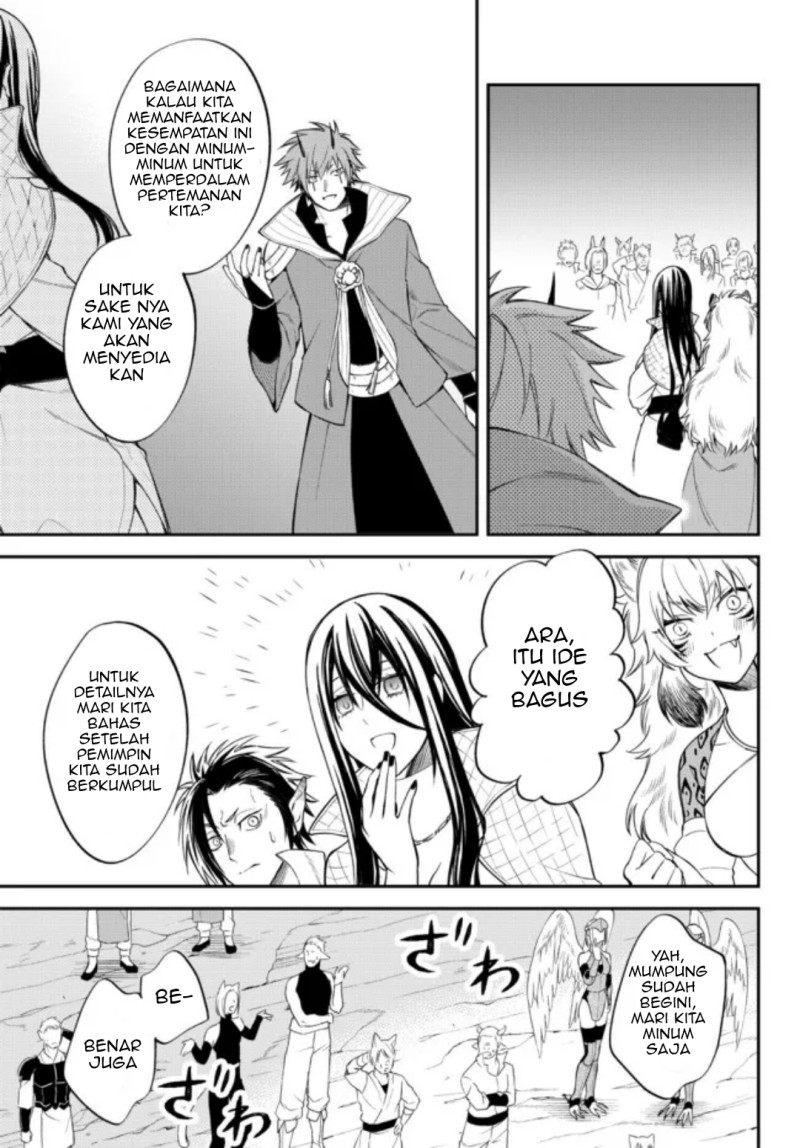 BAGAIMANA
KALAU KITA
MEMANFAATKAN
KESEMPATAN INI
DENGAN MINUM-
MINUM UNTUK
MEMPERDALAM
PERTEMANAN
KITA?
UNTUK
SAKE NYA
KAMI YANG
AKAN
MENYEDIA
KAN
ARA,
ITU IDE
YANG
BAGUS
UNTUK
DETAILNYA
MARI KITA
BAHAS
SETELAH
PEMIMPIN
KITA SUDAH
BERKUMPUL
YAH,
MUMPUNG
SUDAH
BEGINI,
MARI KITA
MINUM
SAJA
ざわ
BE-
BENAR
JUGA
ざわ